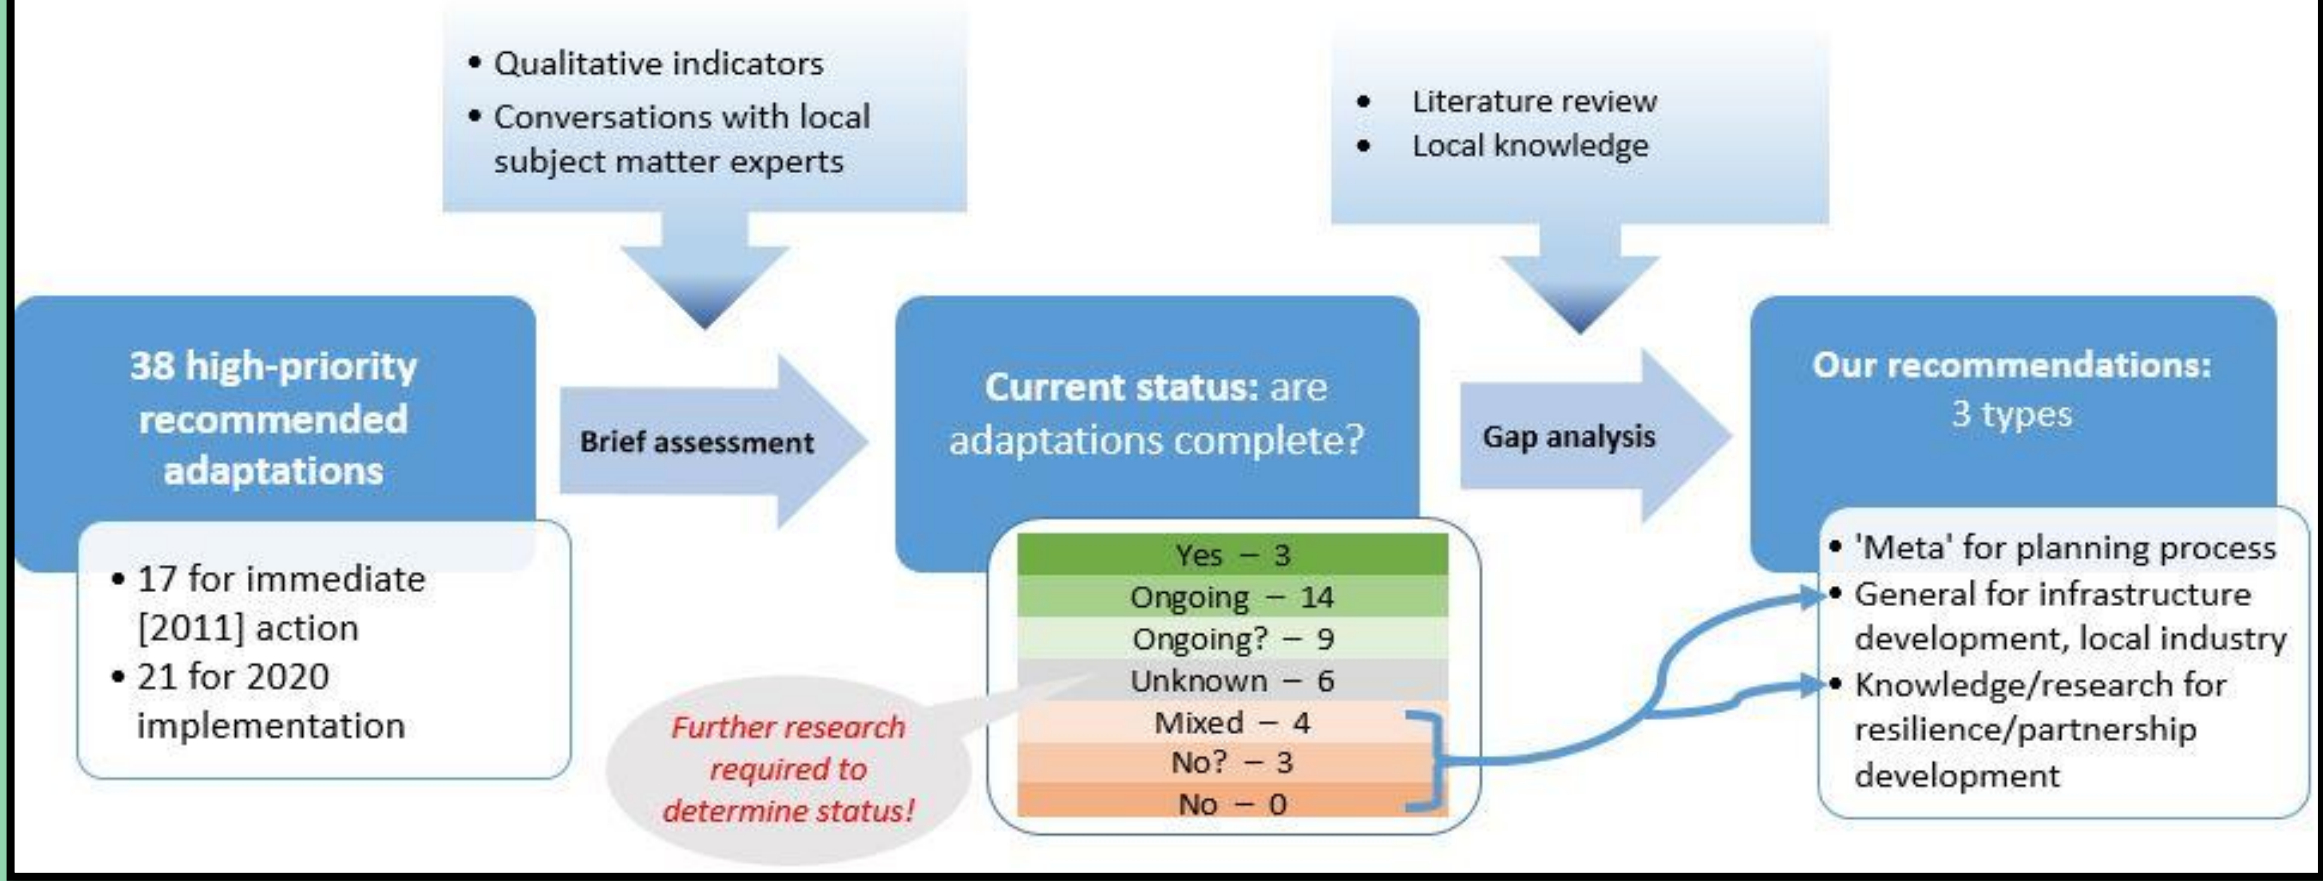 • Qualitative indicators
• Conversations with local
subject matter experts
• Literature review
• Local knowledge
38 high-priority
recommended
adaptations
• 17 for immediate
[2011] action
• 21 for 2020
implementation
Brief assessment
Current status: are
adaptations complete?
Yes – 3
Ongoing – 14
Ongoing? – 9
Unknown – 6
Mixed – 4
No? – 3
No – 0
Further research
required to
determine status!
Gap analysis
Our recommendations:
3 types
• 'Meta' for planning process
• General for infrastructure
development, local industry
• Knowledge/research for
resilience/partnership
development